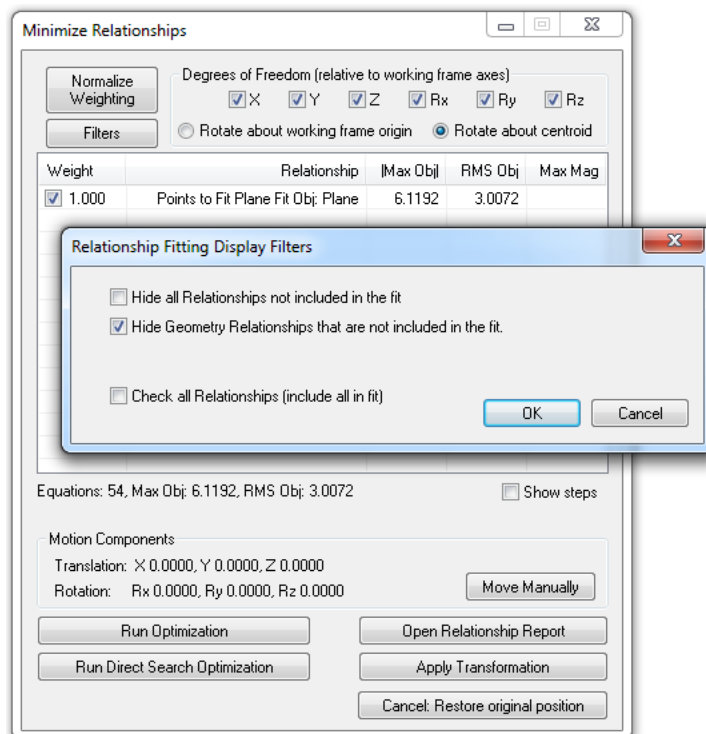 Minimize Relationships
Normalize
Weighting
Degrees of Freedom (relative to working frame axes)
X Y Z Rx Ry Rz
Filters
Rotate about working frame origin Rotate about centroid
Weight Relationship |Max Obj| RMS Obj Max Mag
1.000 Points to Fit Plane Fit Obj: Plane 6.1192 3.0072
Relationship Fitting Display Filters
Hide all Relationships not included in the fit
Hide Geometry Relationships that are not included in the fit.
Check all Relationships (include all in fit)
OK Cancel
Equations: 54, Max Obj: 6.1192, RMS Obj: 3.0072 Show steps
Motion Components
Translation: X 0.0000, Y 0.0000, Z 0.0000
Rotation: Rx 0.0000, Ry 0.0000, Rz 0.0000 Move Manually
Run Optimization Open Relationship Report
Run Direct Search Optimization Apply Transformation
Cancel: Restore original position